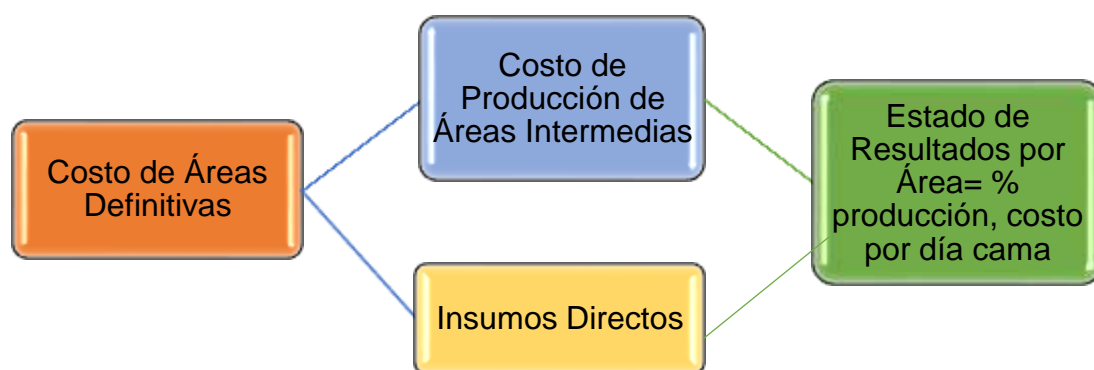 Costo de Áreas
Definitivas
Costo de
Producción de
Áreas Intermedias
Insumos Directos
Estado de
Resultados por
Área= %
producción, costo
por día cama